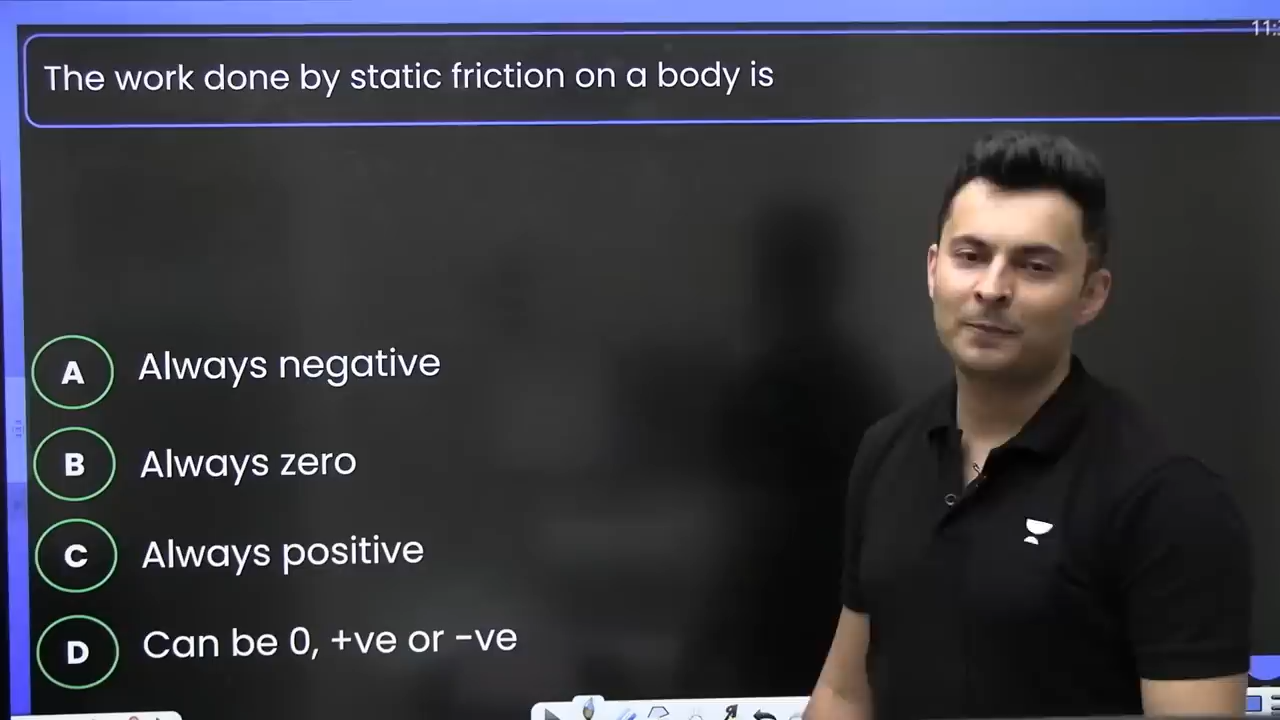 11:
The work done by static friction on a body is
A Always negative
B Always zero
C Always positive
D Can be 0, +ve or -ve